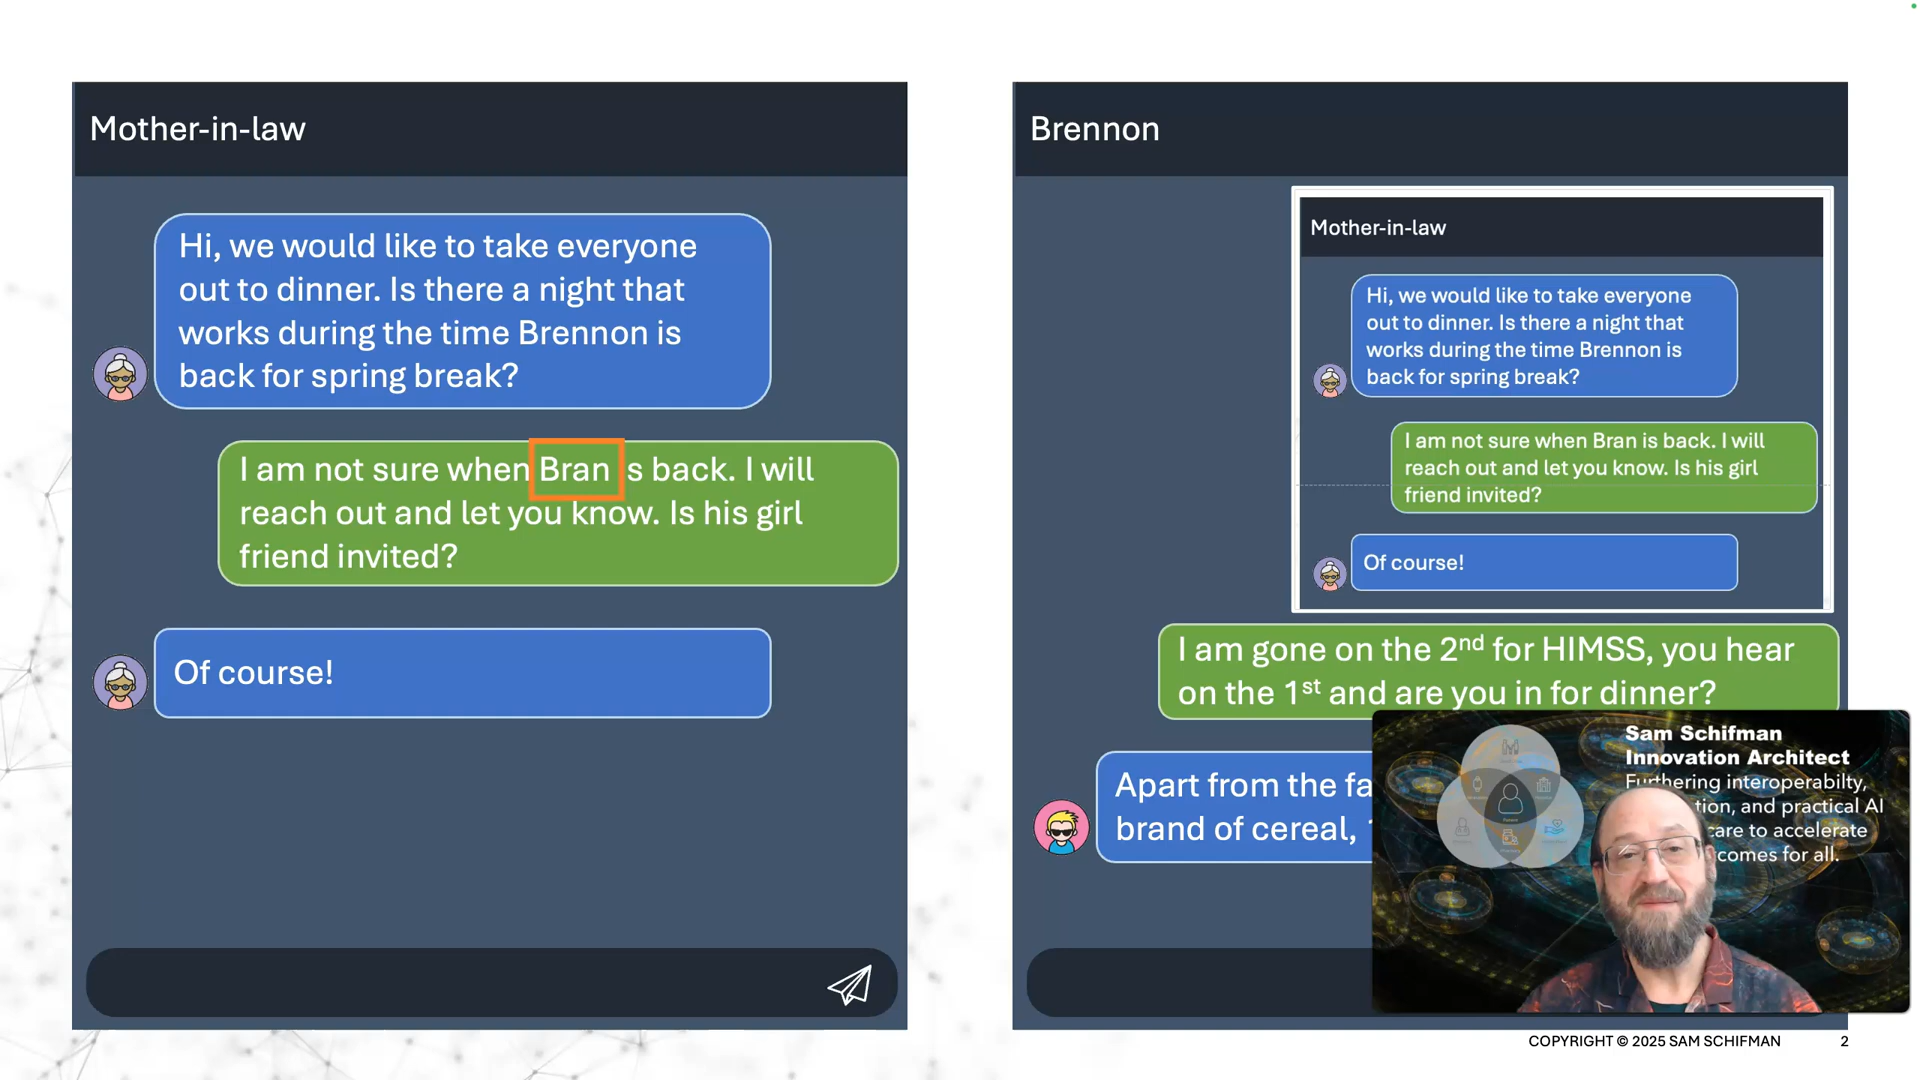 Mother-in-law
Hi, we would like to take everyone
out to dinner. Is there a night that
works during the time Brennon is
back for spring break?
I am not sure when Bran s back. I will
reach out and let you know. Is his girl
friend invited?
Of course!
Brennon
Mother-in-law
Hi, we would like to take everyone
out to dinner. Is there a night that
works during the time Brennon is
back for spring break?
I am not sure when Bran is back. I will
reach out and let you know. Is his girl
friend invited?
Of course!
I am gone on the 2nd for HIMSS, you hear
on the 1st and are you in for dinner?
Apart from the fa
brand of cereal,
Sam Schifman
Innovation Architect
Furthering interoperabilty,
tion, and practical AI
care to accelerate
comes for all.
COPYRIGHT © 2025 SAM SCHIFMAN
2